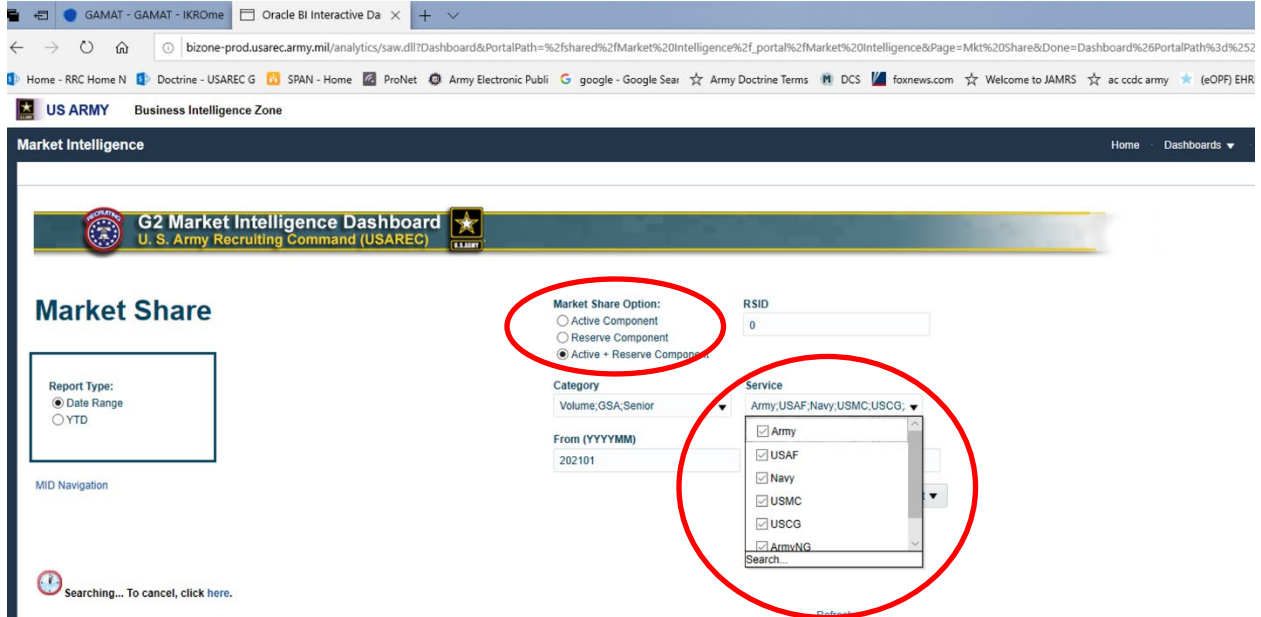 GAMAT - GAMAT - IKROme
Oracle BI Interactive Da
bizone-prod.usarec.army.mil/analytics/saw.dll?Dashboard&PortalPath=%2fshared%2fMarket%20Intelligence%2f_portal%2fMarket%20Intelligence&Page=Mkt%20Share&Done=Dashboard%26PortalPath%3d%252
Home - RRC Home N Doctrine - USAREC G SPAN - Home ProNet Army Electronic Publi google - Google Sear Army Doctrine Terms DCS foxnews.com Welcome to JAMRS ac ccdc army (eOPF) EHR
US ARMY Business Intelligence Zone
Market Intelligence Home Dashboards
G2 Market Intelligence Dashboard
U. S. Army Recruiting Command (USAREC)
RECRUITING
U.S.ARMY
Market Share
Market Share Option: RSID
Active Component 0
Reserve Component
Active + Reserve Component
Report Type:
Date Range
YTD
Category Service
Volume;GSA;Senior Army;USAF;Navy;USMC;USCG;
From (YYYYMM)
202101
Army
USAF
Navy
USMC
USCG
ArmyNG
Search...
MID Navigation
Searching... To cancel, click here.
Refresh